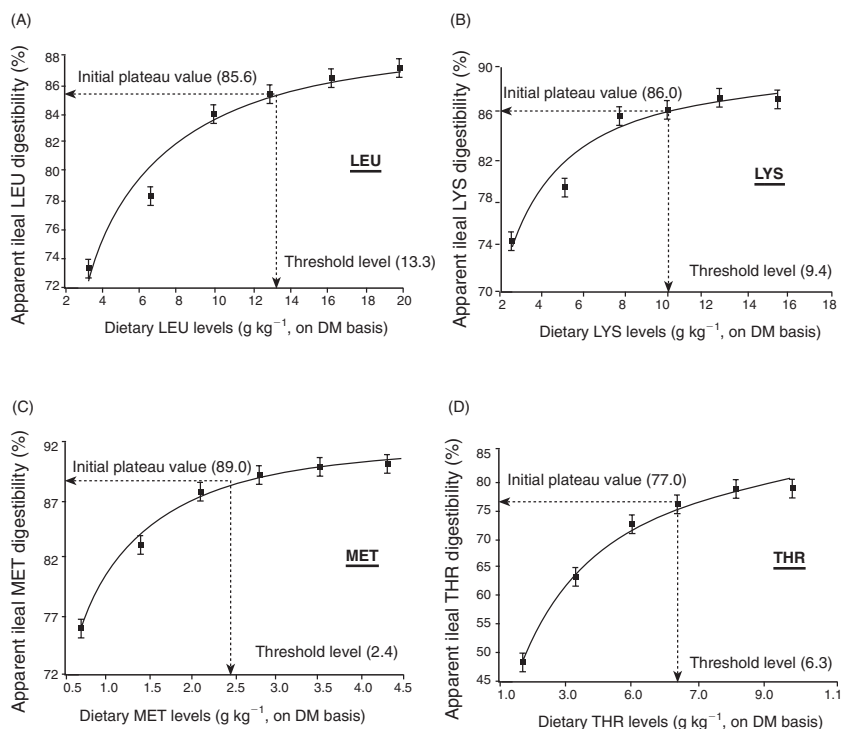 (A)
Apparent ileal LEU digestibility (%)
88
86
84
82
80
78
76
74
72
Initial plateau value (85.6)
LEU
Threshold level (13.3)
2 4 6 8 10 12 14 16 18 20
Dietary LEU levels (g kg⁻¹, on DM basis)
(B)
Apparent ileal LYS digestibility (%)
90
86
82
78
74
70
Initial plateau value (86.0)
LYS
Threshold level (9.4)
2 4 6 8 10 12 14 16 18
Dietary LYS levels (g kg⁻¹, on DM basis)
(C)
Apparent ileal MET digestibility (%)
92
87
82
77
72
Initial plateau value (89.0)
MET
Threshold level (2.4)
0.5 1.5 1.5 2.0 2.5 3.0 3.5 4.0 4.5
Dietary MET levels (g kg⁻¹, on DM basis)
(D)
Apparent ileal THR digestibility (%)
85
80
75
70
65
60
55
50
45
Initial plateau value (77.0)
THR
Threshold level (6.3)
1.0 3.0 6.0 7.0 9.0 1.1
Dietary THR levels (g kg⁻¹, on DM basis)